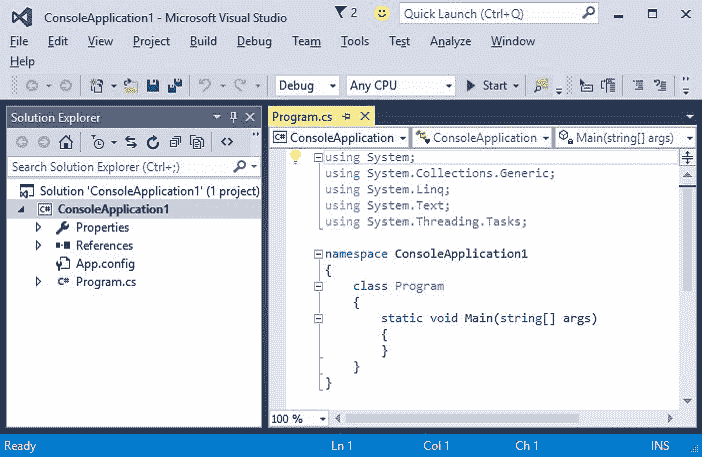 ConsoleApplication1 - Microsoft Visual Studio 2 Quick Launch (Ctrl+Q)
File Edit View Project Build Debug Team Tools Test Analyze Window
Help
Debug Any CPU Start
Solution Explorer
Search Solution Explorer (Ctrl+;)
Solution 'ConsoleApplication1' (1 project)
C# ConsoleApplication1
Properties
References
App.config
C# Program.cs
Program.cs
C# ConsoleApplication ConsoleApplication Main(string[] args)
using System;
using System.Collections.Generic;
using System.Linq;
using System.Text;
using System.Threading.Tasks;
namespace ConsoleApplication1
{
class Program
{
static void Main(string[] args)
{
}
}
}
100 %
Ready Ln 1 Col 1 Ch 1 INS